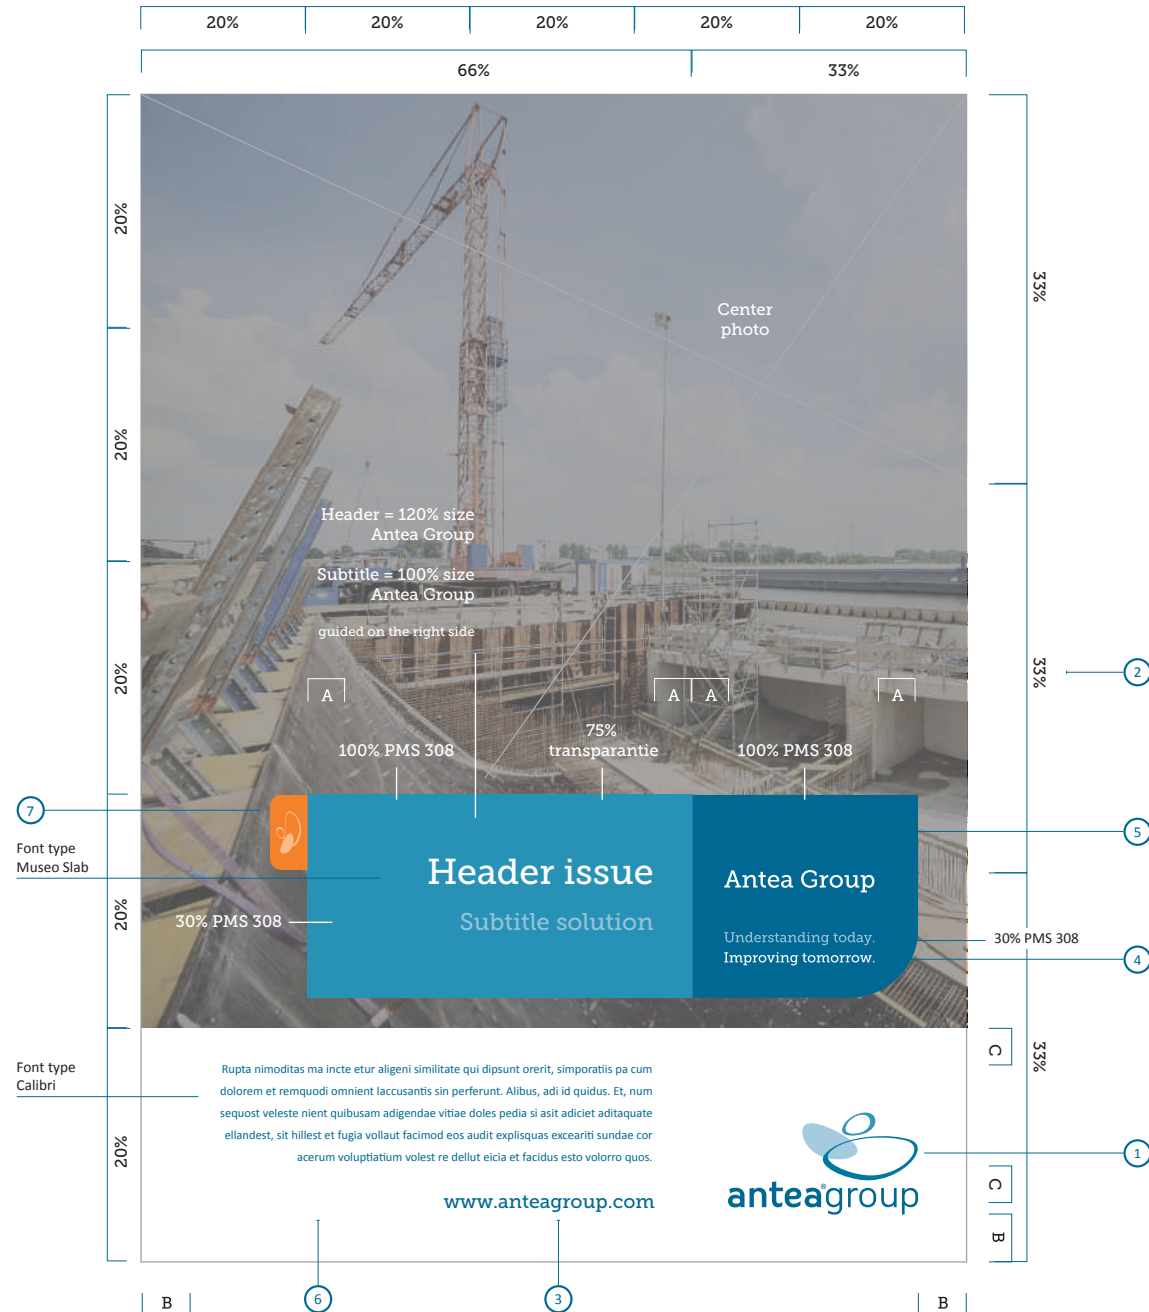 20%
20%
20%
20%
20%
66%
33%
20%
33%
Center
photo
20%
Header = 120% size
Antea Group
Subtitle = 100% size
Antea Group
guided on the right side
20%
33%
2
A
A
A
A
75%
transparantie
100% PMS 308
100% PMS 308
7
5
Font type
Museo Slab
Header issue
Antea Group
20%
30% PMS 308
Subtitle solution
Understanding today.
30% PMS 308
Improving tomorrow.
4
C
33%
Font type
Calibri
Rupta nimoditas ma incte etur aligeni similitate qui dipsunt orerit, simporatiis pa cum
dolorem et remquodi omnient laccusantis sin perferunt. Alibus, adi id quidus. Et, num
sequost veleste nient quibusam adigendae vitiae doles pedia si asit adiciet aditaquate
ellandest, sit hillest et fugia vollaut facimod eos audit explisquas exceariti sundae cor
acerum voluptiatium volest re dellut eicia et facidus esto volorro quos.
20%
1
C
www.anteagroup.com
antea®group
B
B
6
3
B